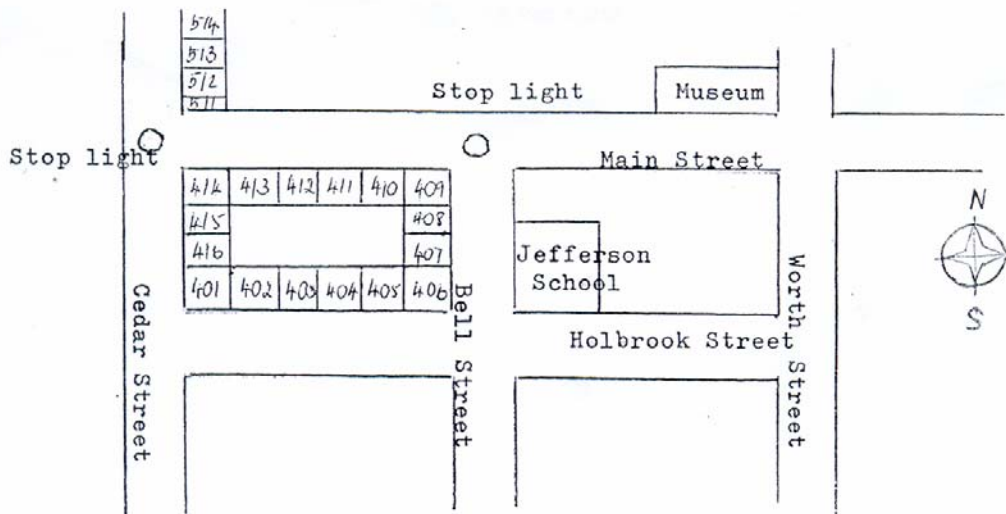 514
513
512
511
Stop light
Museum
Stop light
Main Street
414 413 412 411 410 409
415
408
416
407
401 402 403 404 405 406
Jefferson
School
Holbrook Street
Cedar Street
Bell Street
Worth Street
N
S